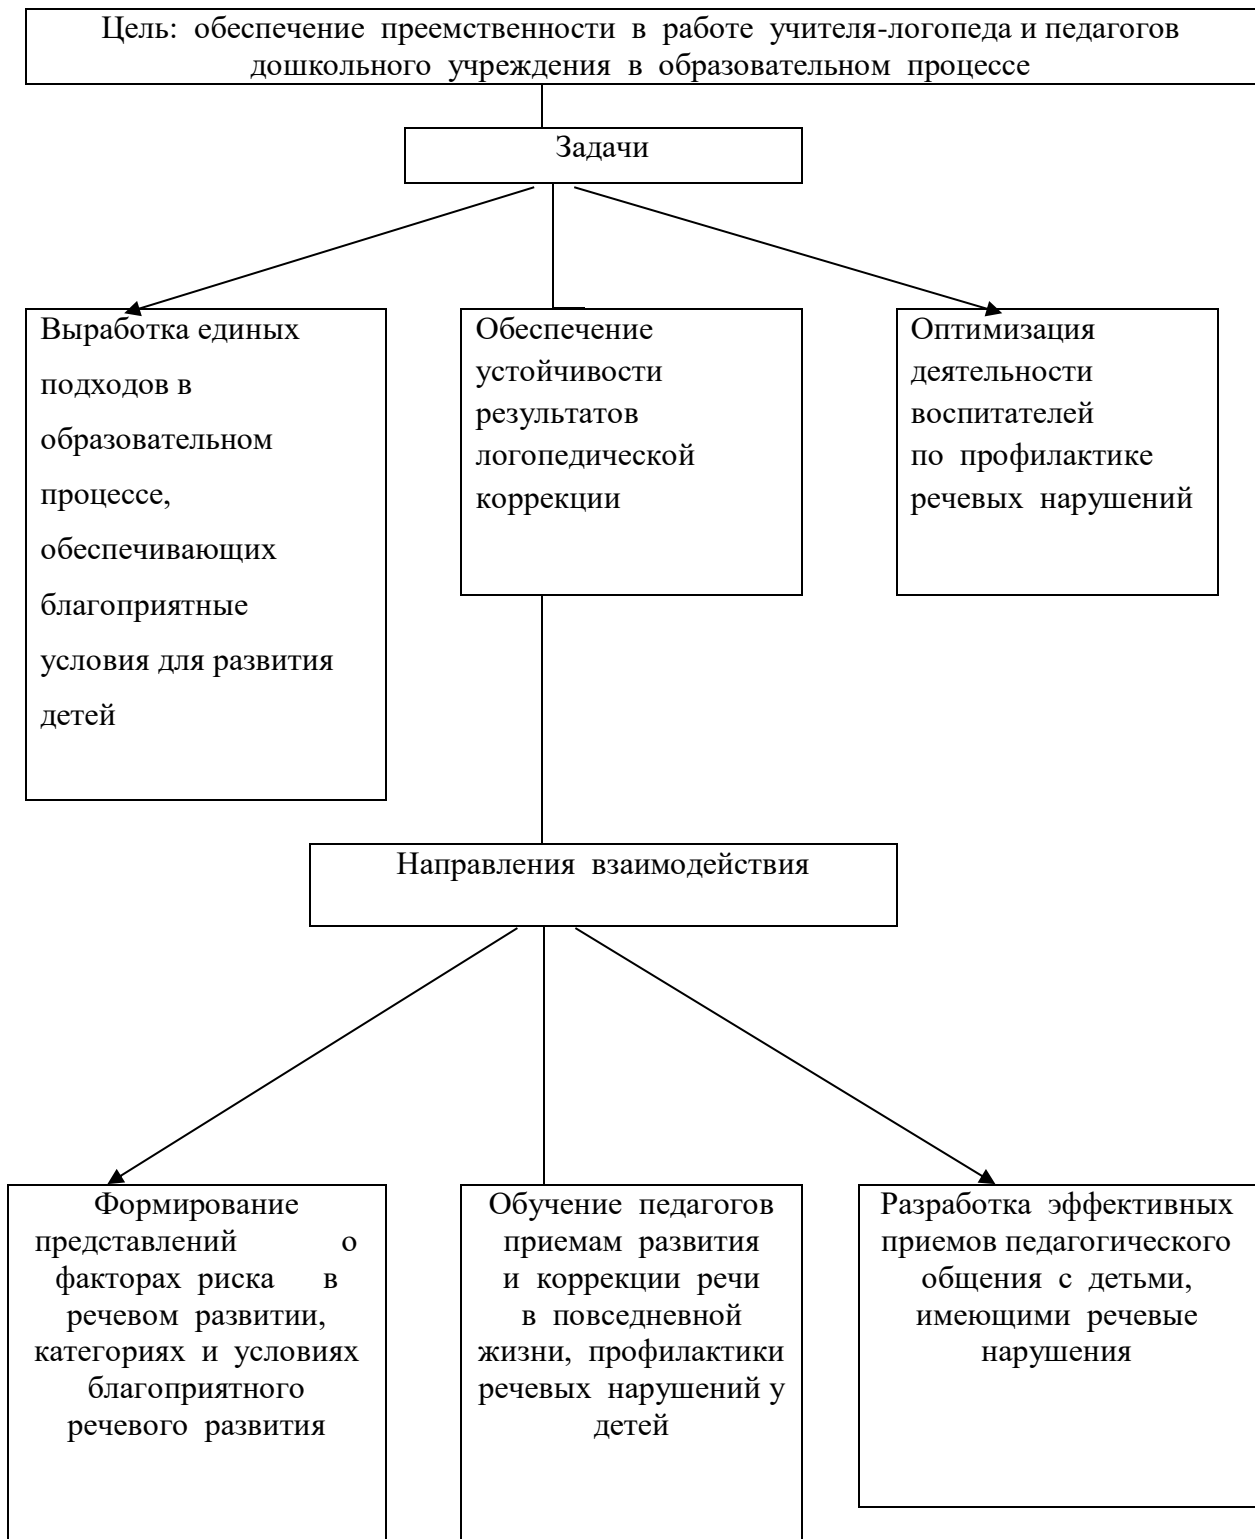 Цель: обеспечение преемственности в работе учителя-логопеда и педагогов
дошкольного учреждения в образовательном процессе
Задачи
Выработка единых
подходов в
образовательном
процессе,
обеспечивающих
благоприятные
условия для развития
детей
Обеспечение
устойчивости
результатов
логопедической
коррекции
Оптимизация
деятельности
воспитателей
по профилактике
речевых нарушений
Направления взаимодействия
Формирование
представлений о
факторах риска в
речевом развитии,
категориях и условиях
благоприятного
речевого развития
Обучение педагогов
приемам развития
и коррекции речи
в повседневной
жизни, профилактики
речевых нарушений у
детей
Разработка эффективных
приемов педагогического
общения с детьми,
имеющими речевые
нарушения